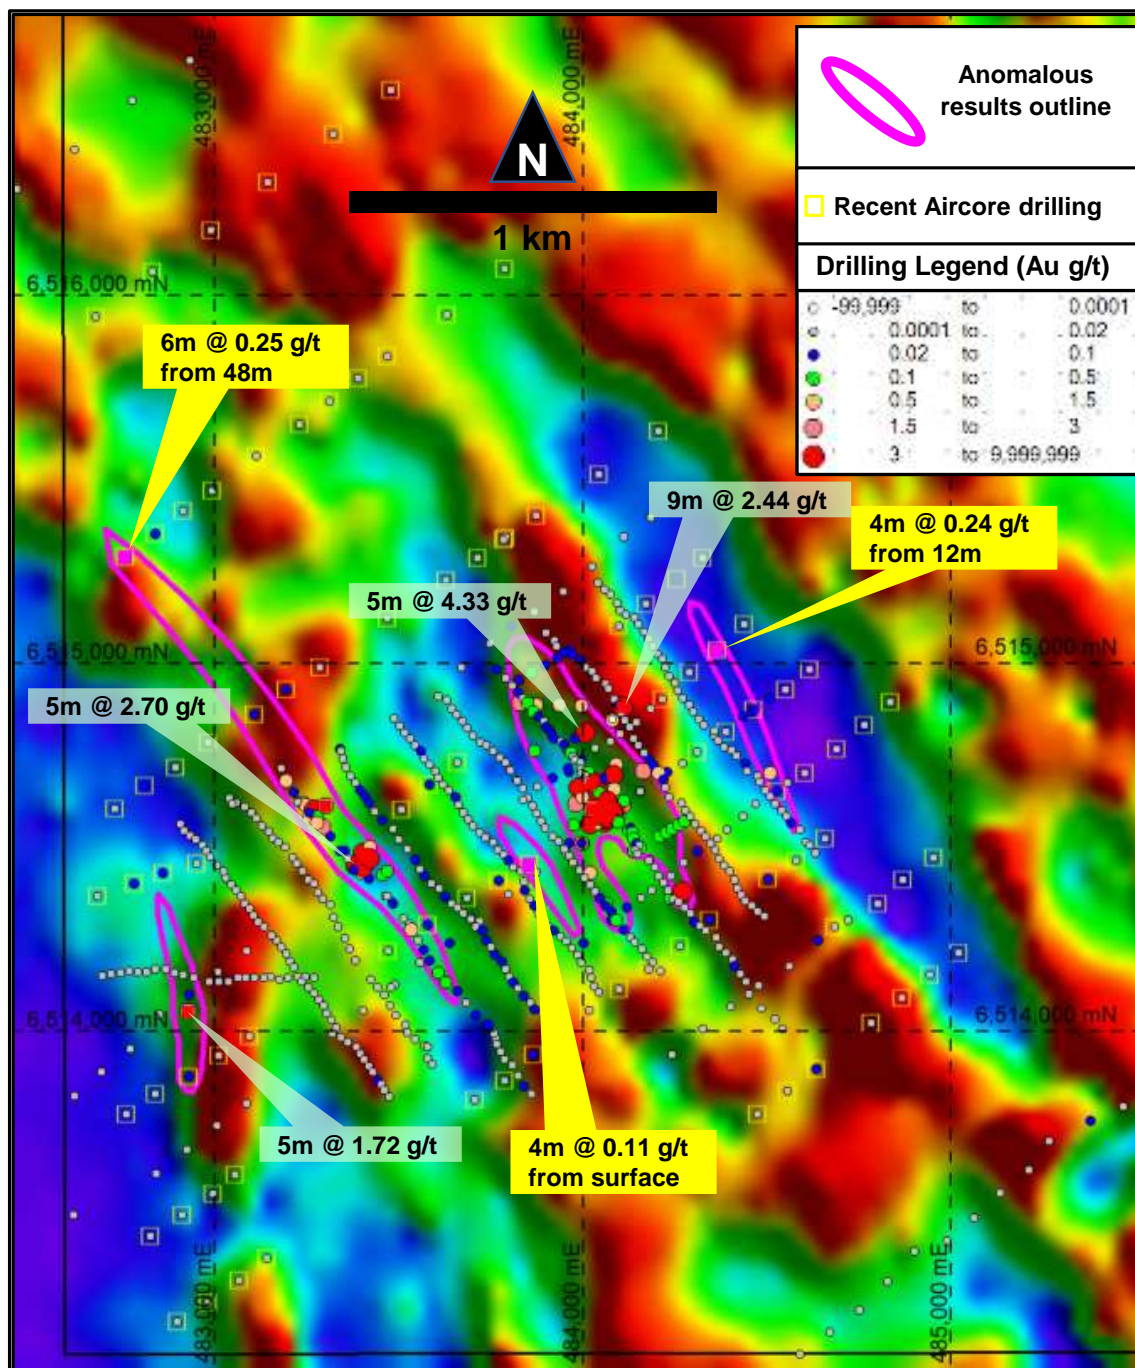 483,000 mE
484,000 mE
Anomalous
results outline
N
1 km
Recent Aircore drilling
Drilling Legend (Au g/t)
-99,999 to 0.0001
0.0001 to 0.02
0.02 to 0.1
0.1 to 0.5
0.5 to 1.5
1.5 to 3
3 to 9,999,999
6,516,000 mN
6m @ 0.25 g/t
from 48m
9m @ 2.44 g/t
4m @ 0.24 g/t
from 12m
5m @ 4.33 g/t
6,515,000 mN
6,515,000 mN
5m @ 2.70 g/t
6,514,000 mN
6,514,000 mN
5m @ 1.72 g/t
4m @ 0.11 g/t
from surface
483,000 mE
484,000 mE
485,000 mE